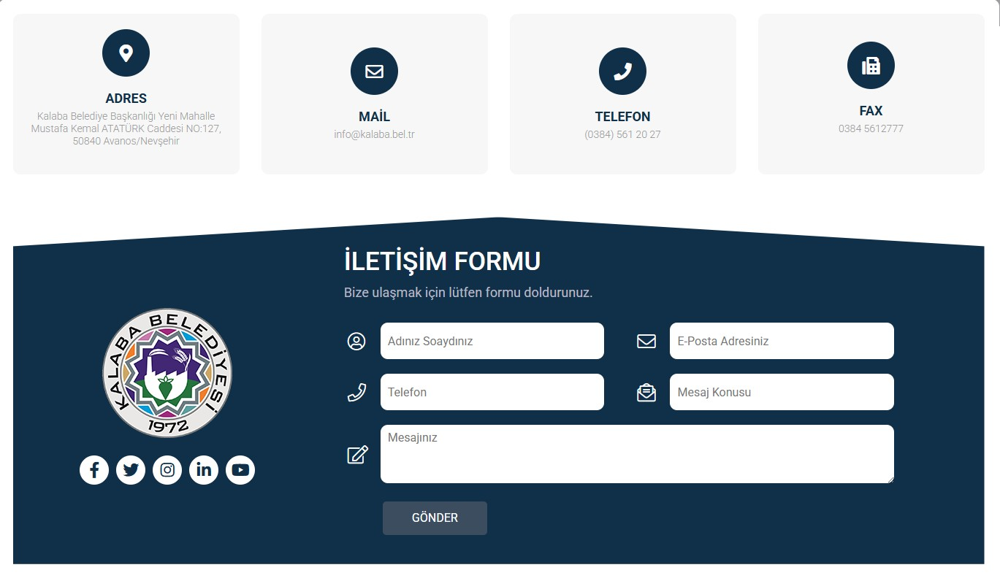 ADRES
Kalaba Belediye Başkanlığı Yeni Mahalle
Mustafa Kemal ATATÜRK Caddesi NO:127,
50840 Avanos/Nevşehir
MAİL
info@kalaba.bel.tr
TELEFON
(0384) 561 20 27
FAX
0384 5612777
İLETİŞİM FORMU
Bize ulaşmak için lütfen formu doldurunuz.
KALABA BELEDİYESİ
1972
Adınız Soaydınız
E-Posta Adresiniz
Telefon
Mesaj Konusu
Mesajınız
GÖNDER